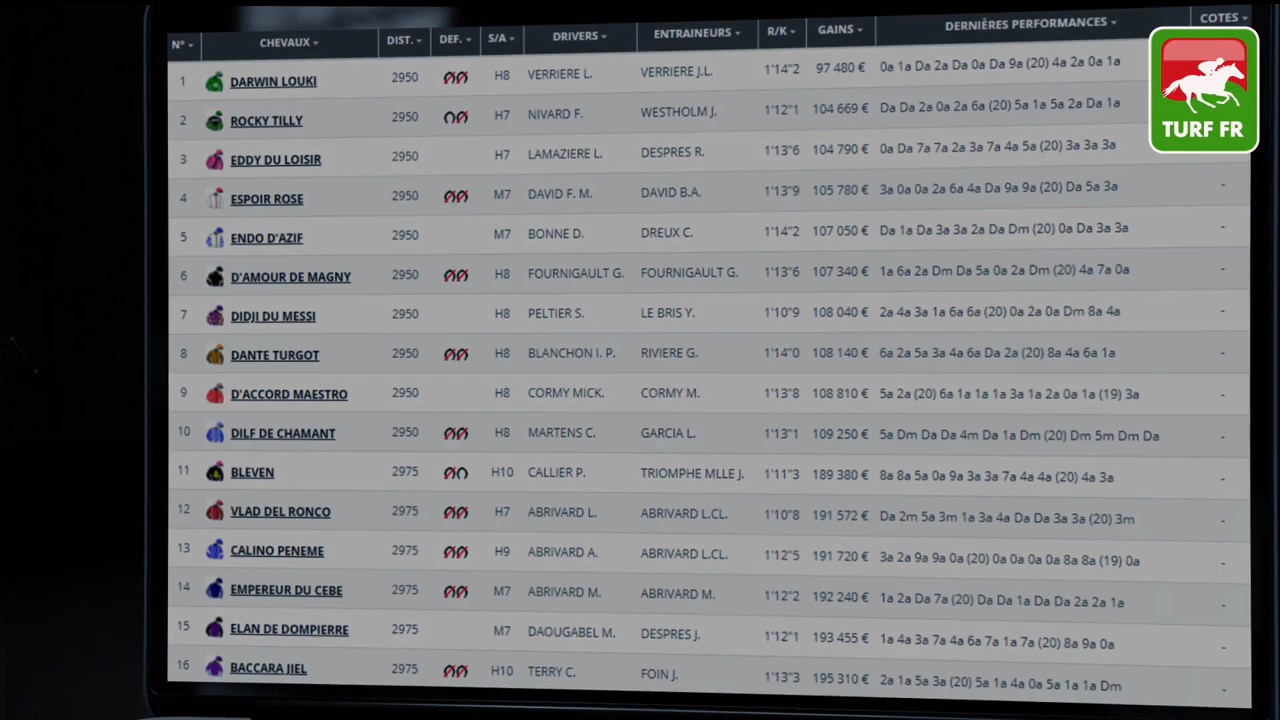 N° CHEVAUX DIST. DEF. S/A DRIVERS ENTRAINEURS R/K GAINS DERNIÈRES PERFORMANCES COTES
1 DARWIN LOUKI 2950 H8 VERRIERE L. VERRIERE J.L. 1'14"2 97 480 € 0a 1a Da 2a Da 0a Da 9a (20) 4a 2a 0a 1a
2 ROCKY TILLY 2950 H7 NIVARD F. WESTHOLM J. 1'12"1 104 669 € Da Da 2a 0a 2a 6a (20) 5a 1a 5a 2a Da 1a
3 EDDY DU LOISIR 2950 H7 LAMAZIERE L. DESPRES R. 1'13"6 104 790 € 0a Da 7a 7a 2a 3a 7a 4a 5a (20) 3a 3a 3a
4 ESPOIR ROSE 2950 M7 DAVID F. M. DAVID B.A. 1'13"9 105 780 € 3a 0a 0a 2a 6a 4a Da 9a 9a (20) Da 5a 3a -
5 ENDO D'AZIF 2950 M7 BONNE D. DREUX C. 1'14"2 107 050 € Da 1a Da 3a 3a 2a Da Dm (20) 0a Da 3a 3a -
6 D'AMOUR DE MAGNY 2950 H8 FOURNIGAULT G. FOURNIGAULT G. 1'13"6 107 340 € 1a 6a 2a Dm Da 5a 0a 2a Dm (20) 4a 7a 0a -
7 DIDJI DU MESSI 2950 H8 PELTIER S. LE BRIS Y. 1'10"9 108 040 € 2a 4a 3a 1a 6a 6a (20) 0a 2a 0a Dm 8a 4a -
8 DANTE TURGOT 2950 H8 BLANCHON I. P. RIVIERE G. 1'14"0 108 140 € 6a 2a 5a 3a 4a 6a Da 2a (20) 8a 4a 6a 1a -
9 D'ACCORD MAESTRO 2950 H8 CORMY MICK. CORMY M. 1'13"8 108 810 € 5a 2a (20) 6a 1a 1a 1a 3a 1a 2a 0a 1a (19) 3a -
10 DILF DE CHAMANT 2950 H8 MARTENS C. GARCIA L. 1'13"1 109 250 € 5a Dm Da Da 4m Da 1a Dm (20) Dm 5m Dm Da -
11 BLEVEN 2975 H10 CALLIER P. TRIOMPHE MLLE J. 1'11"3 189 380 € 8a 8a 5a 0a 9a 3a 3a 7a 4a 4a (20) 4a 3a -
12 VLAD DEL RONCO 2975 H7 ABRIVARD L. ABRIVARD L.CL. 1'10"8 191 572 € Da 2m 5a 3m 1a 3a 4a Da Da 3a 3a (20) 3m -
13 CALINO PENEME 2975 H9 ABRIVARD A. ABRIVARD L.CL. 1'12"5 191 720 € 3a 2a 9a 9a 0a (20) 0a 0a 0a 0a 8a 8a (19) 0a -
14 EMPEREUR DU CEBE 2975 M7 ABRIVARD M. ABRIVARD M. 1'12"2 192 240 € 1a 2a Da 7a (20) Da Da 1a Da Da 2a 2a 1a -
15 ELAN DE DOMPIERRE 2975 M7 DAOUGABEL M. DESPRES J. 1'12"1 193 455 € 1a 4a 3a 7a 4a 6a 7a 1a 7a (20) 8a 9a 0a -
16 BACCARA JIEL 2975 H10 TERRY C. FOIN J. 1'13"3 195 310 € 2a 1a 5a 3a (20) 5a 1a 4a 0a 5a 1a 1a Dm -
TURF FR